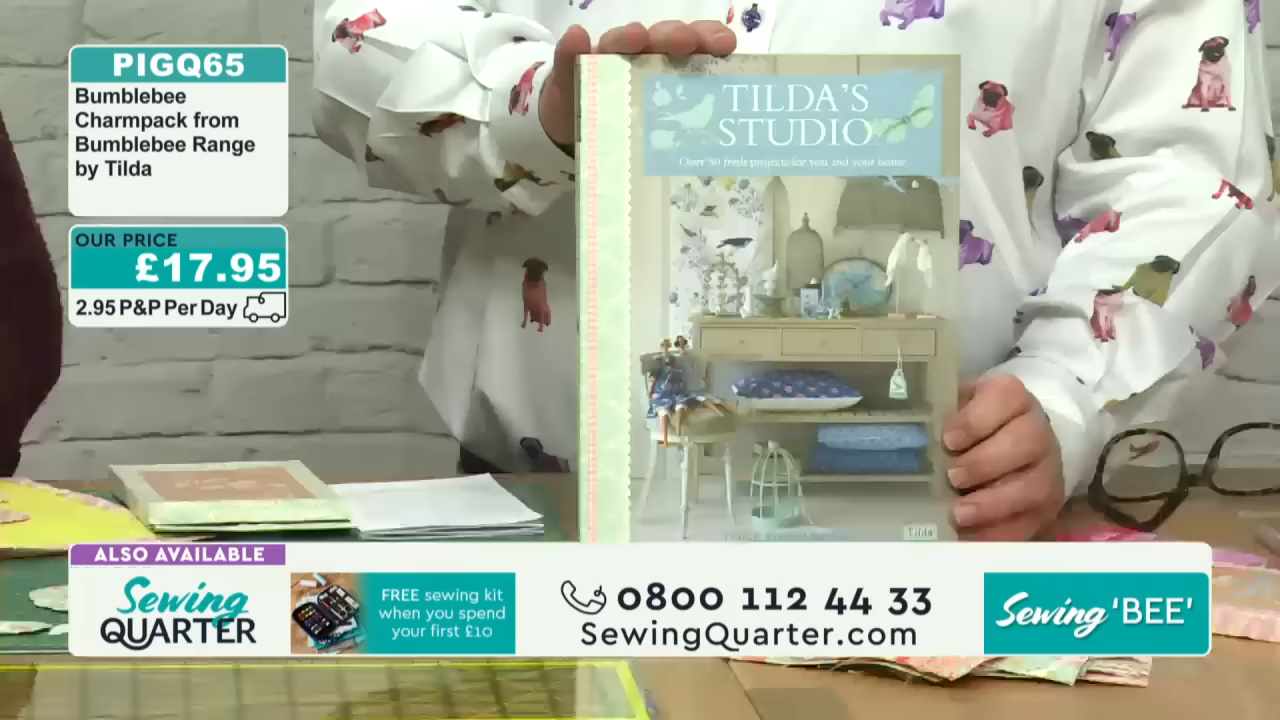 PIGQ65
Bumblebee
Charmpack from
Bumblebee Range
by Tilda
OUR PRICE
£17.95
2.95 P&P Per Day
TILDA'S
STUDIO
Over 50 fresh projects for you and your home
Tilda
ALSO AVAILABLE
Sewing
QUARTER
FREE sewing kit
when you spend
your first £10
0800 112 44 33
SewingQuarter.com
Sewing 'BEE'